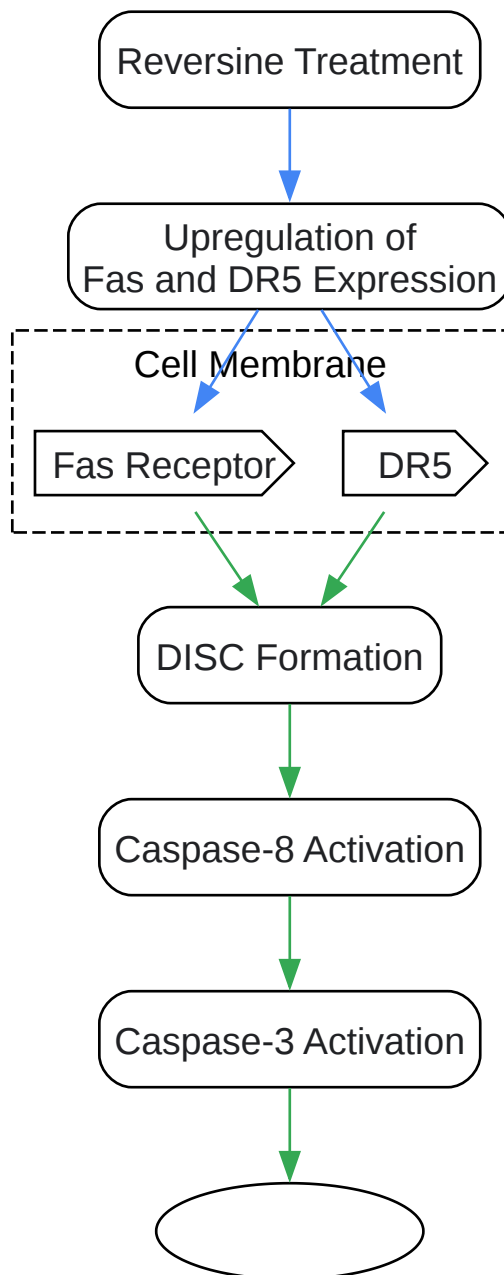 Reversine Treatment
Upregulation of
Fas and DR5 Expression
Cell Membrane
Fas Receptor
DR5
DISC Formation
Caspase-8 Activation
Caspase-3 Activation